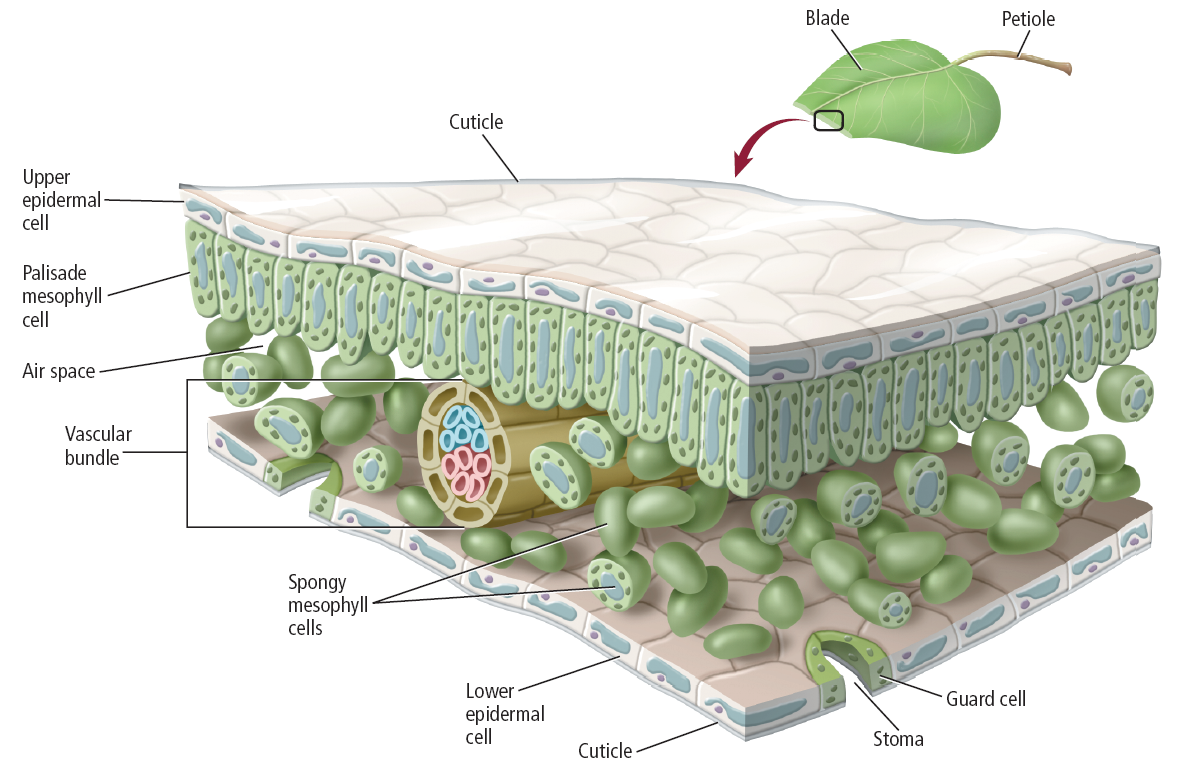 Blade
Petiole
Cuticle
Upper
epidermal
cell
Palisade
mesophyll
cell
Air space
Vascular
bundle
Spongy
mesophyll
cells
Lower
epidermal
cell
Cuticle
Guard cell
Stoma